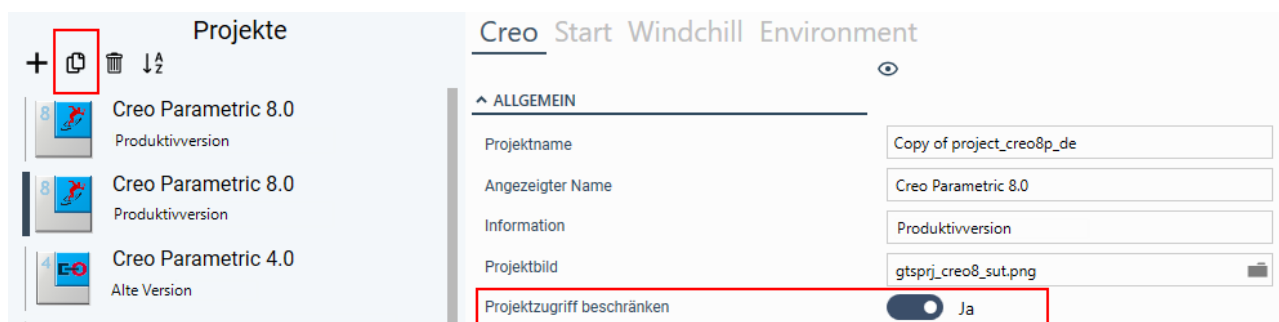 Projekte
Creo Parametric 8.0
Produktivversion
Creo Parametric 8.0
Produktivversion
Creo Parametric 4.0
Alte Version
Creo Start Windchill Environment
ALLGEMEIN
Projektname Copy of project_creo8p_de
Angezeigter Name Creo Parametric 8.0
Information Produktivversion
Projektbild gtsprj_creo8_sut.png
Projektzugriff beschränken Ja